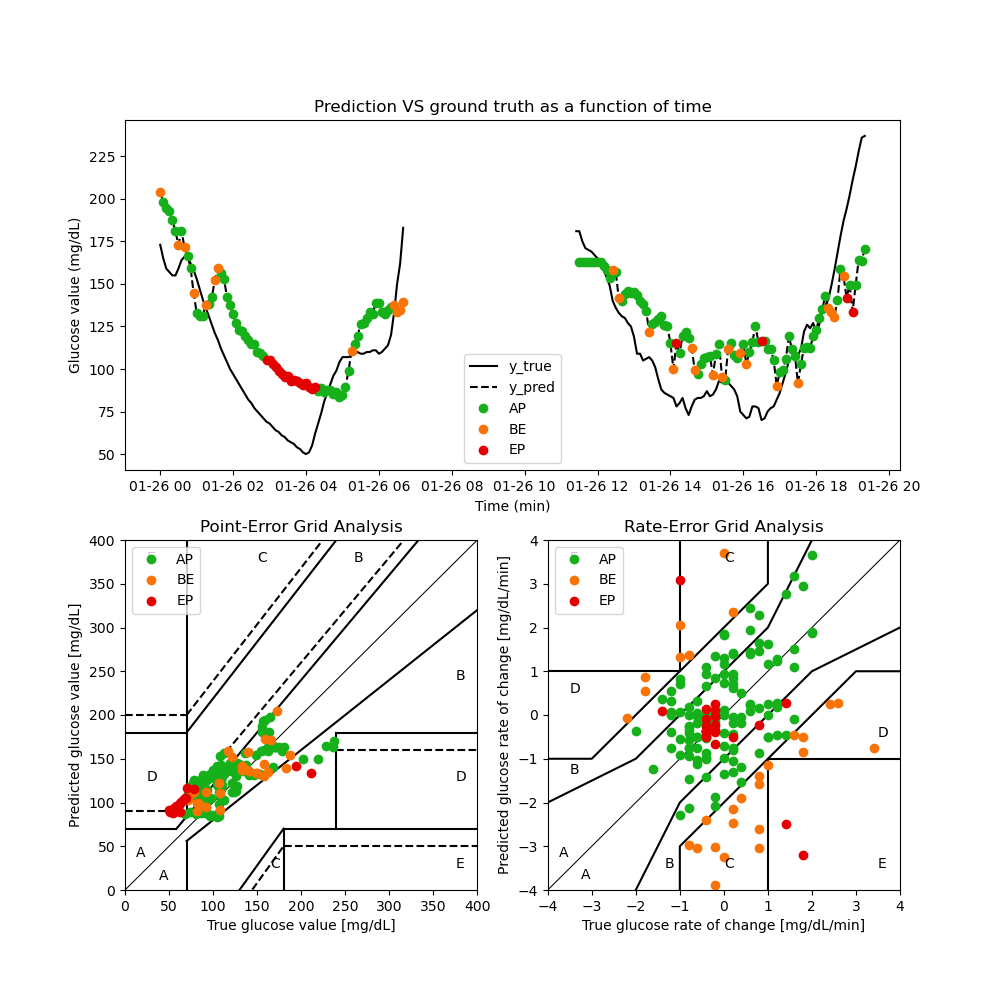 Prediction VS ground truth as a function of time
Glucose value (mg/dL)
225
200
175
150
125
100
75
50
y_true
y_pred
AP
BE
EP
01-26 00 01-26 02 01-26 04 01-26 06 01-26 08 01-26 10 01-26 12 01-26 14 01-26 16 01-26 18 01-26 20
Time (min)
Point-Error Grid Analysis
Predicted glucose value [mg/dL]
400
350
300
250
200
150
100
50
0
AP
BE
EP
C
B
B
D
D
A
A
C
E
0 50 100 150 200 250 300 350 400
True glucose value [mg/dL]
Rate-Error Grid Analysis
Predicted glucose rate of change [mg/dL/min]
4
3
2
1
0
−1
−2
−3
−4
AP
BE
EP
C
D
D
B
A
A
B
C
E
−4 −3 −2 −1 0 1 2 3 4
True glucose rate of change [mg/dL/min]